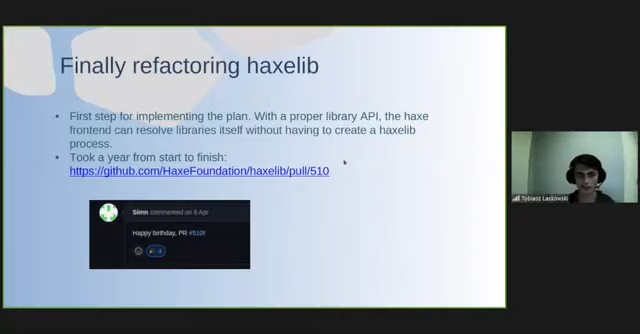 Finally refactoring haxelib
• First step for implementing the plan. With a proper library API, the haxe
frontend can resolve libraries itself without having to create a haxelib
process.
• Took a year from start to finish:
https://github.com/HaxeFoundation/haxelib/pull/510
Simn commented on 6 Apr
Happy birthday, PR #510!
4
Tobiasz Laskowski